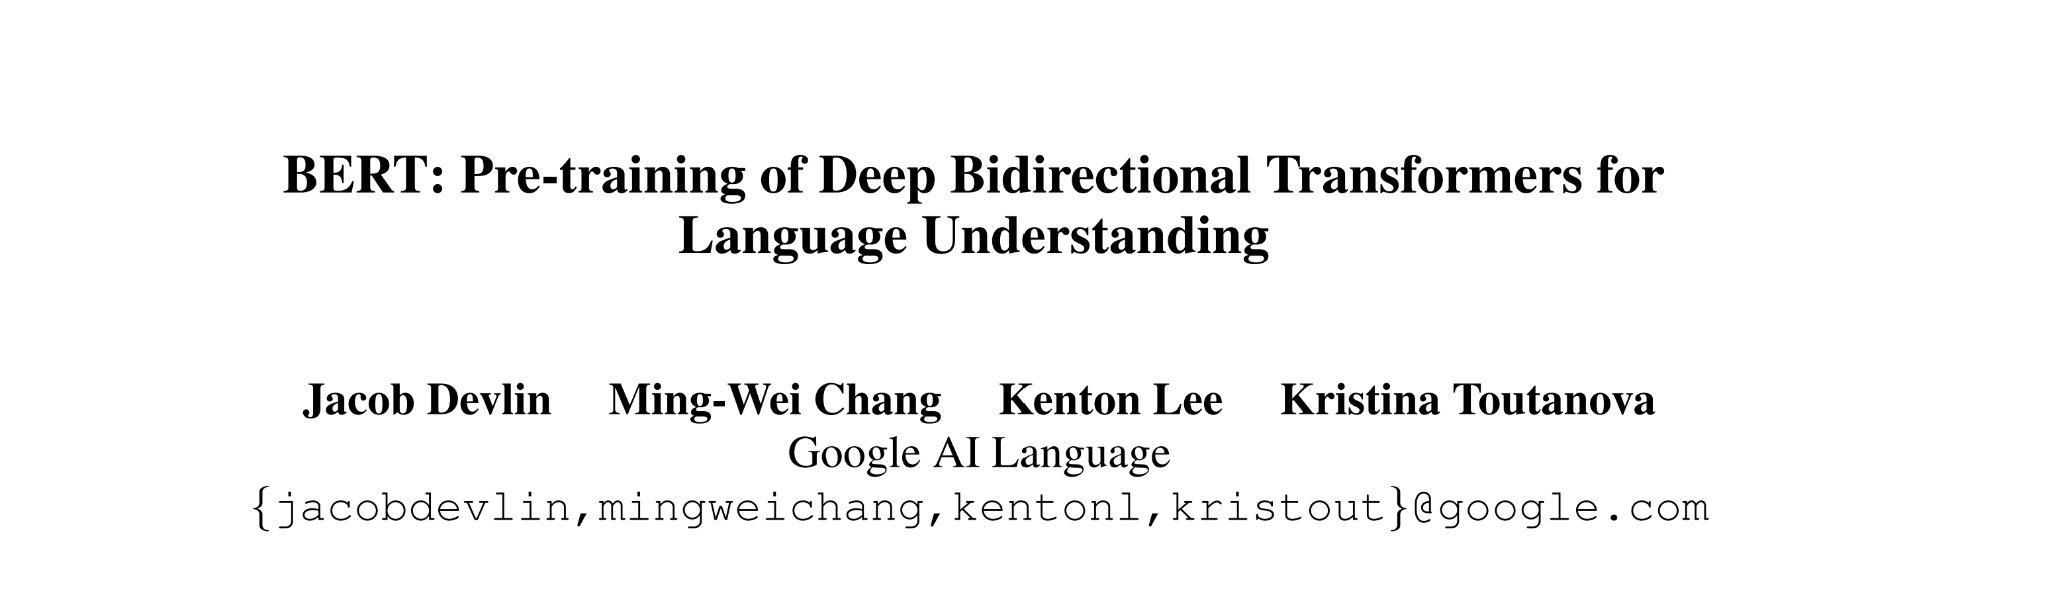 BERT: Pre-training of Deep Bidirectional Transformers for
Language Understanding
Jacob Devlin Ming-Wei Chang Kenton Lee Kristina Toutanova
Google AI Language
{jacobdevlin,mingweichang,kentonl,kristout}@google.com